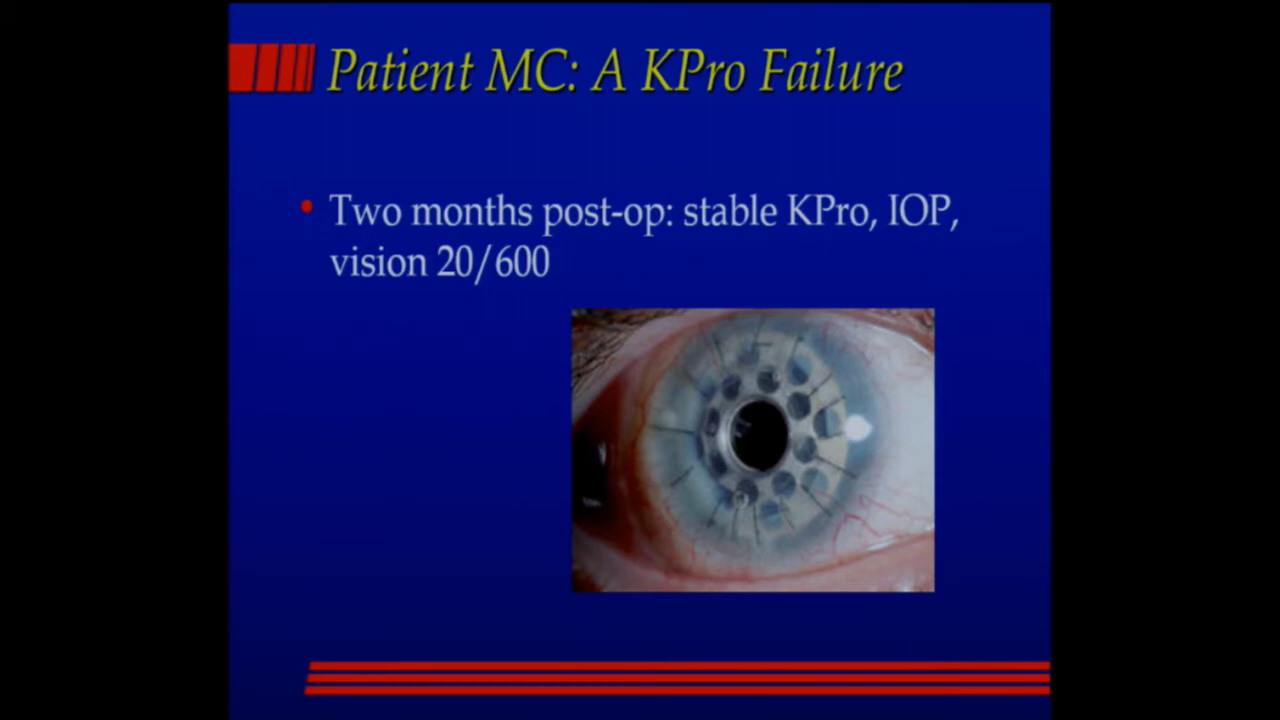 Patient MC: A KPro Failure
• Two months post-op: stable KPro, IOP,
vision 20/600